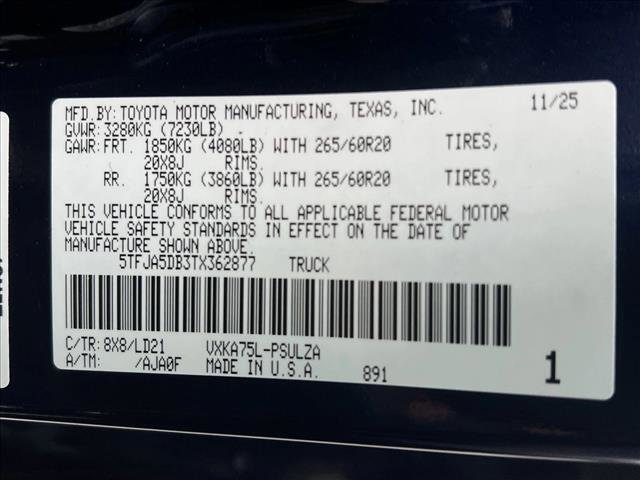 MFD.BY: TOYOTA MOTOR MANUFACTURING, TEXAS, INC. 11/25
GVWR: 3280KG (7230LB)
GAWR: FRT. 1850KG (4080LB) WITH 265/60R20 TIRES,
20X8J RIMS.
RR. 1750KG (3860LB) WITH 265/60R20 TIRES,
20X8J RIMS.
THIS VEHICLE CONFORMS TO ALL APPLICABLE FEDERAL MOTOR
VEHICLE SAFETY STANDARDS IN EFFECT ON THE DATE OF
MANUFACTURE SHOWN ABOVE.
5TFJA5DB3TX362877 TRUCK
C/TR: 8X8/LD21 VXKA75L-PSULZA
A/TM: /AJA0F MADE IN U.S.A. 891 1